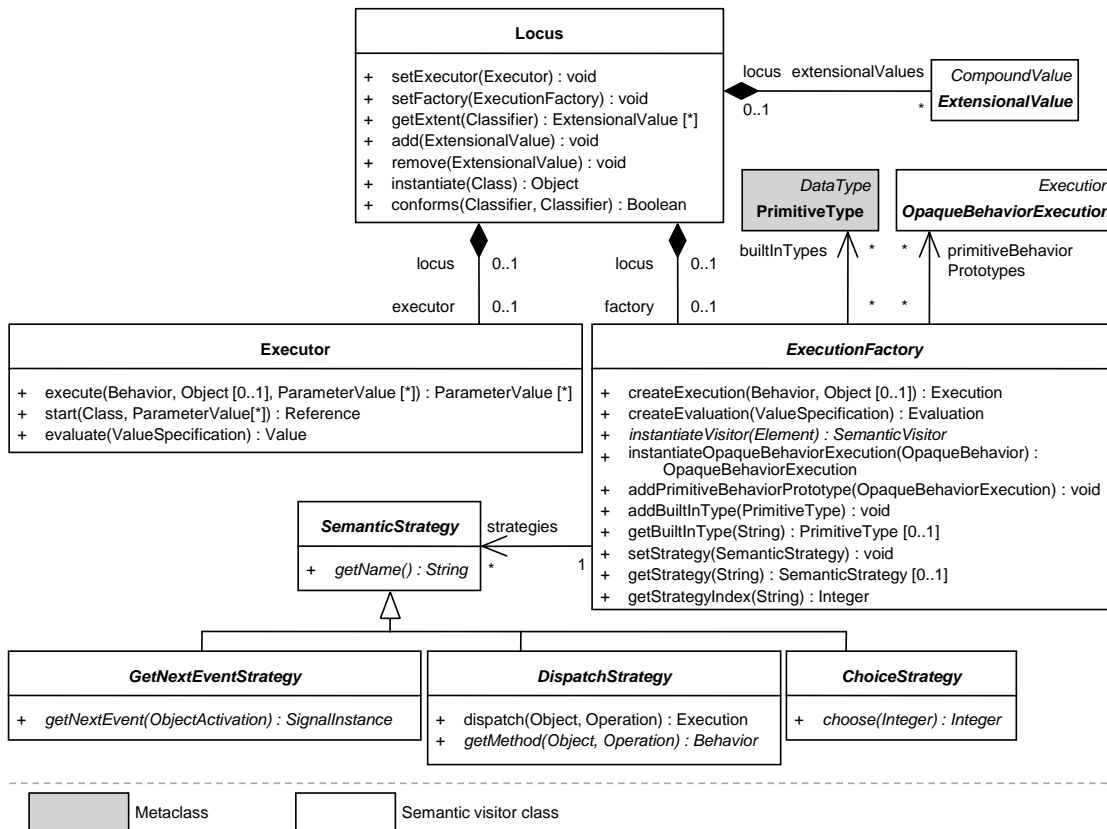 Locus
+ setExecutor(Executor) : void
+ setFactory(ExecutionFactory) : void
+ getExtent(Classifier) : ExtensionalValue [*]
+ add(ExtensionalValue) : void
+ remove(ExtensionalValue) : void
+ instantiate(Class) : Object
+ conforms(Classifier, Classifier) : Boolean
locus extensionalValues
0..1 *
CompoundValue
ExtensionalValue
DataType
PrimitiveType
Execution
OpaqueBehaviorExecution
builtInTypes * * primitiveBehavior
Prototypes
* *
locus 0..1
executor 0..1
locus 0..1
factory 0..1
Executor
+ execute(Behavior, Object [0..1], ParameterValue [*]) : ParameterValue [*]
+ start(Class, ParameterValue[*]) : Reference
+ evaluate(ValueSpecification) : Value
ExecutionFactory
+ createExecution(Behavior, Object [0..1]) : Execution
+ createEvaluation(ValueSpecification) : Evaluation
+ instantiateVisitor(Element) : SemanticVisitor
+ instantiateOpaqueBehaviorExecution(OpaqueBehavior) :
OpaqueBehaviorExecution
+ addPrimitiveBehaviorPrototype(OpaqueBehaviorExecution) : void
+ addBuiltInType(PrimitiveType) : void
+ getBuiltInType(String) : PrimitiveType [0..1]
+ setStrategy(SemanticStrategy) : void
+ getStrategy(String) : SemanticStrategy [0..1]
+ getStrategyIndex(String) : Integer
SemanticStrategy
+ getName() : String
strategies
* 1
GetNextEventStrategy
+ getNextEvent(ObjectActivation) : SignalInstance
DispatchStrategy
+ dispatch(Object, Operation) : Execution
+ getMethod(Object, Operation) : Behavior
ChoiceStrategy
+ choose(Integer) : Integer
Metaclass
Semantic visitor class